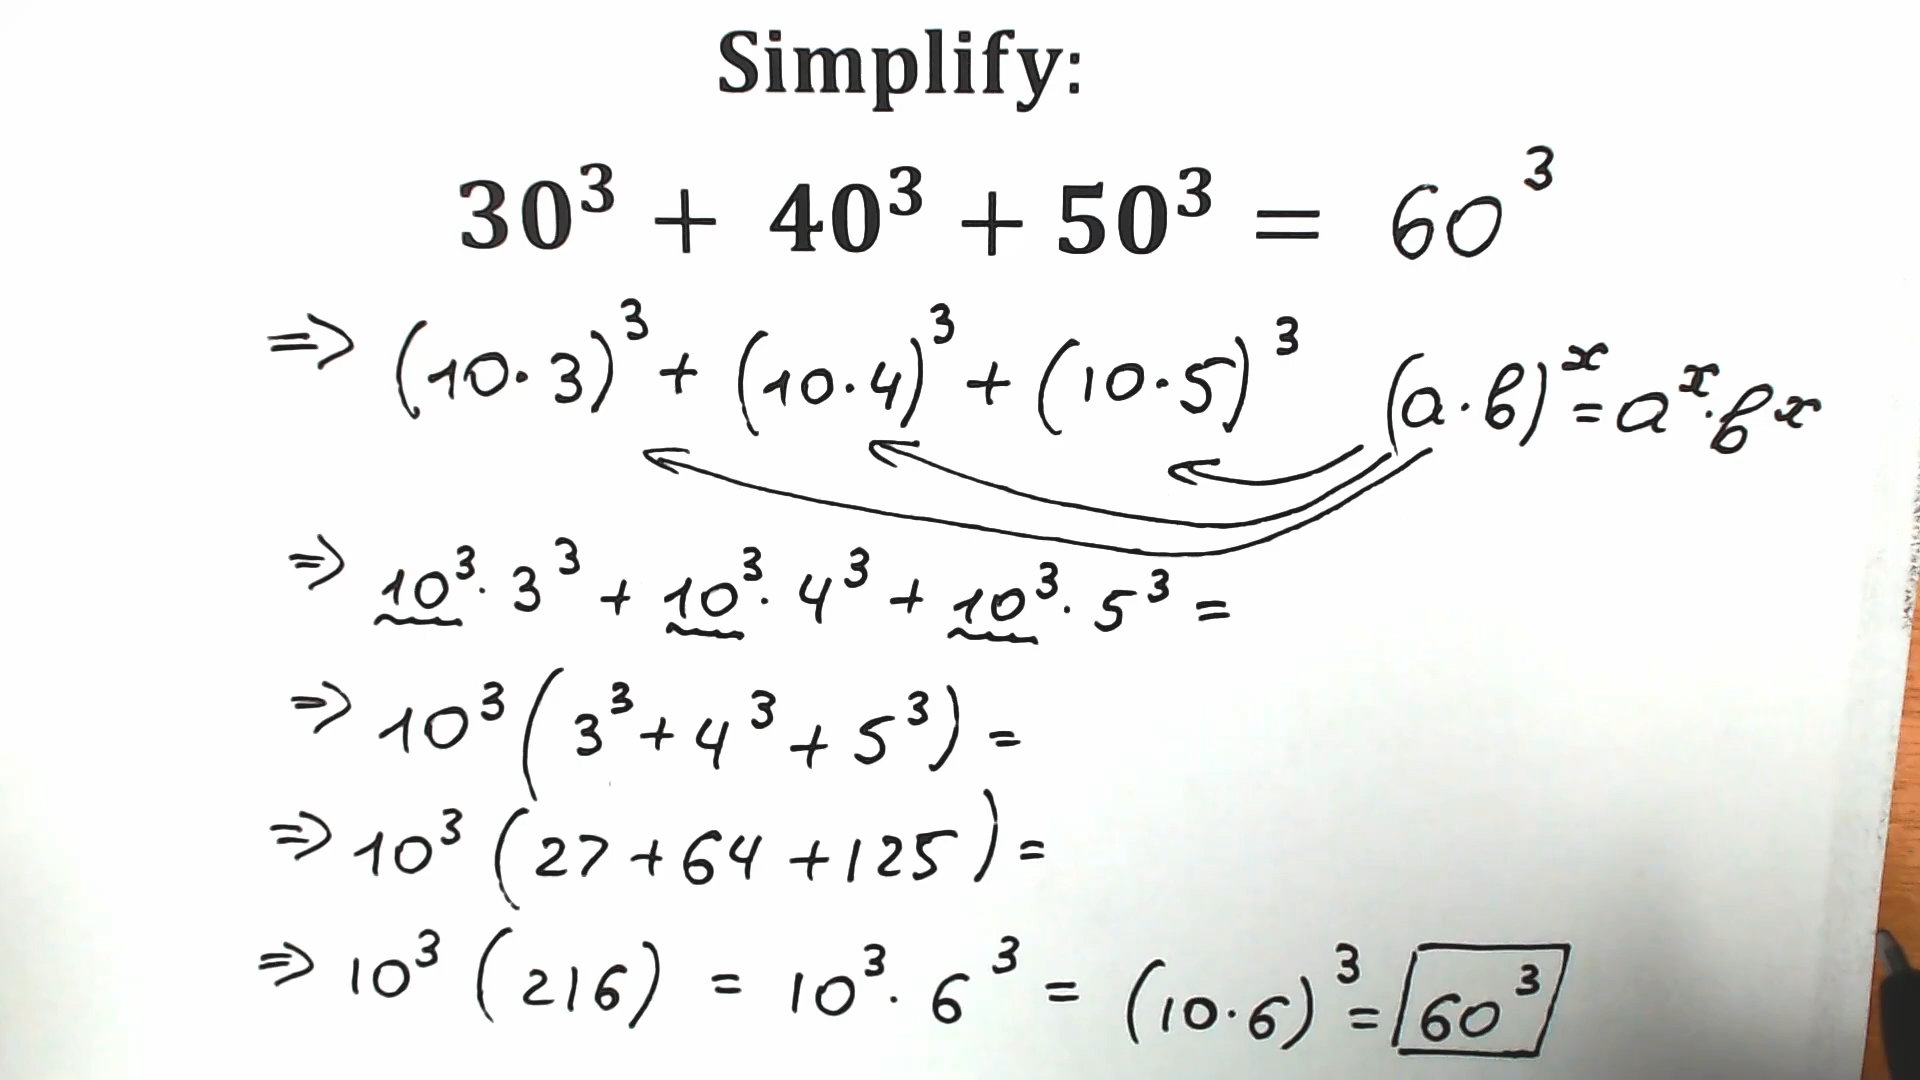 Simplify:
30³ + 40³ + 50³ = 60³
⇒ (10·3)³ + (10·4)³ + (10·5)³ (a·b)ˣ = aˣ·bˣ
⇒ 10³·3³ + 10³·4³ + 10³·5³ =
⇒ 10³(3³+4³+5³) =
⇒ 10³(27+64+125) =
⇒ 10³(216) = 10³·6³ = (10·6)³ = 60³